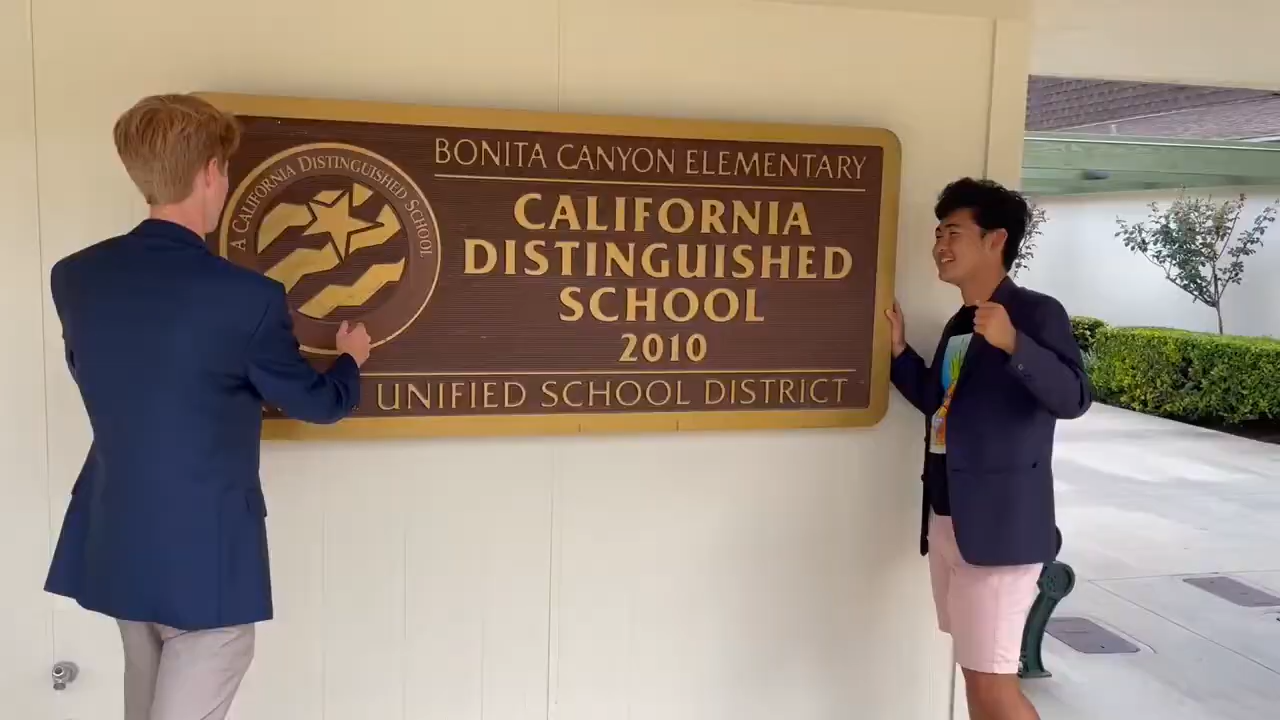 A CALIFORNIA DISTINGUISHED SCHOOL
BONITA CANYON ELEMENTARY
CALIFORNIA
DISTINGUISHED
SCHOOL
2010
UNIFIED SCHOOL DISTRICT